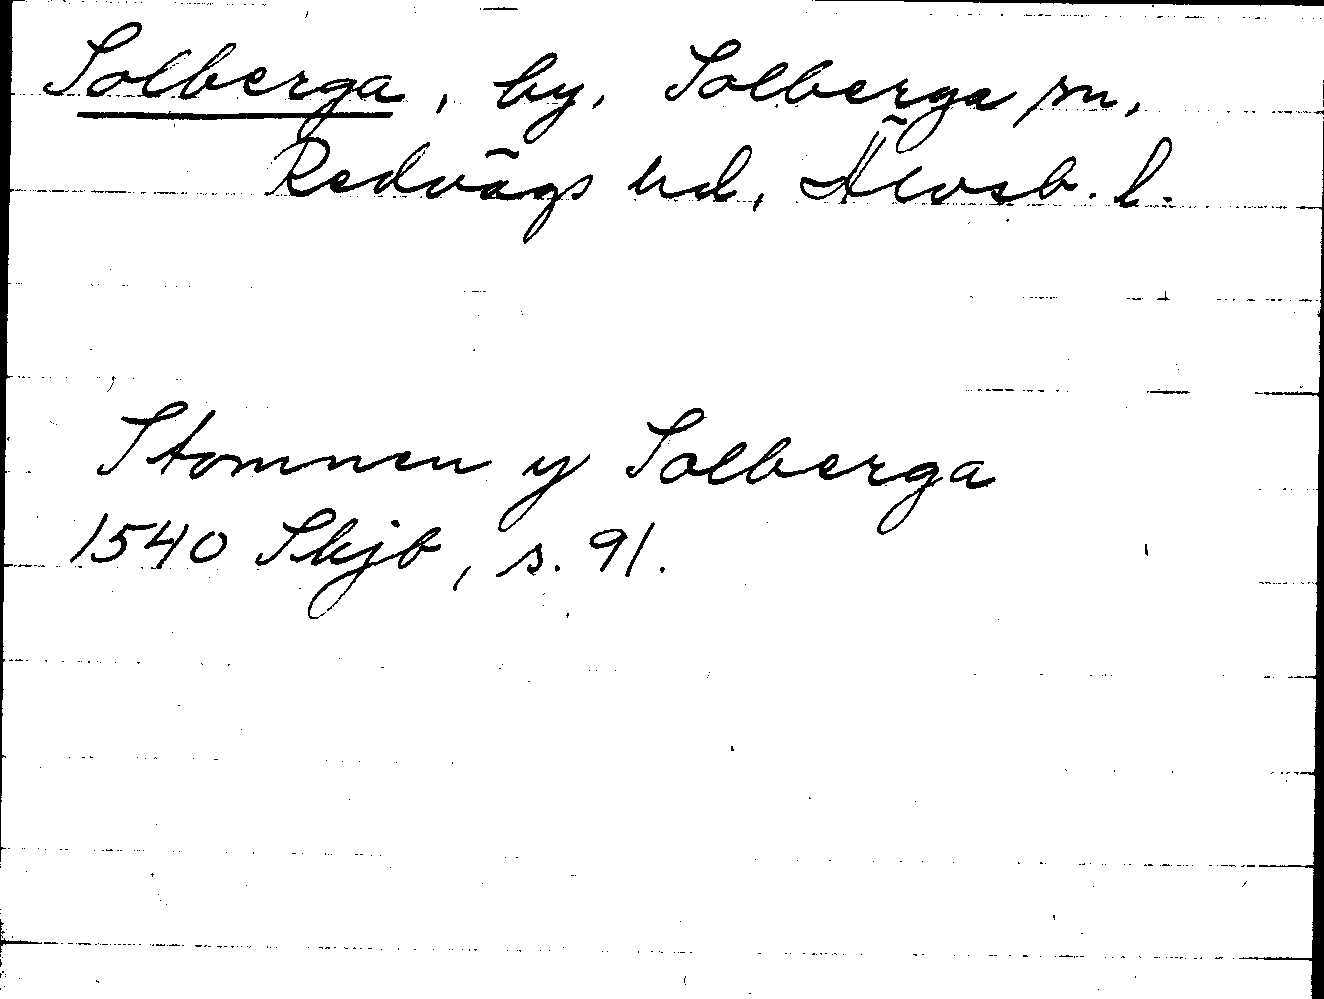 Solberga, by, Solberga sn,
Redvägs hd, Älvsb. l.
Stommen y Solberga
1540 Skjb, s. 91.